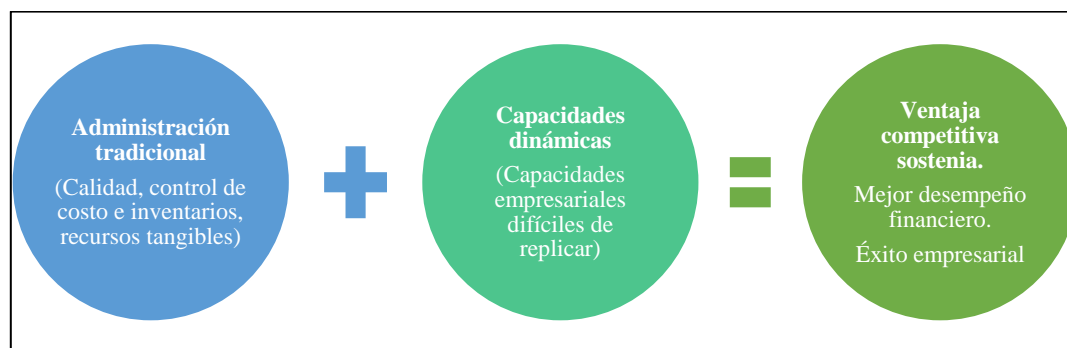 Administración
tradicional
(Calidad, control de
costo e inventarios,
recursos tangibles)
Capacidades
dinámicas
(Capacidades
empresariales
difíciles de
replicar)
Ventaja
competitiva
sostenia.
Mejor desempeño
financiero.
Éxito empresarial